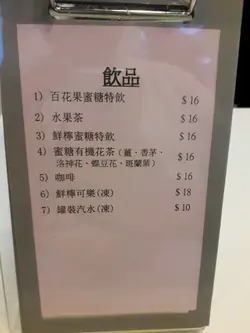 飲品
1) 百花果蜜糖特飲 $16
2) 水果茶 $16
3) 鮮檸蜜糖特飲 $16
4) 蜜糖有機花茶(薑、香茅、 $16
洛神花、蝶豆花、斑蘭葉)
5) 咖啡 $16
6) 鮮檸可樂(凍) $18
7) 罐裝汽水(凍) $10